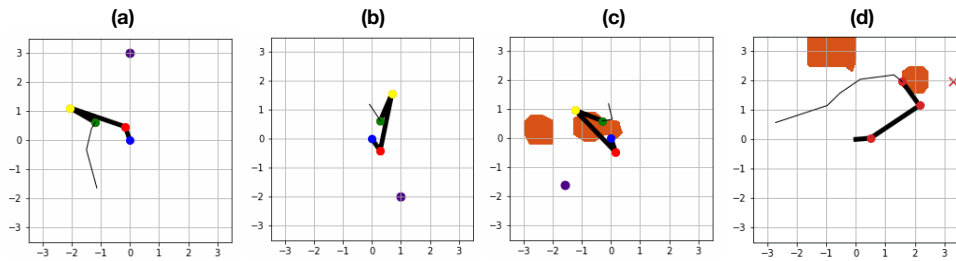 (a) (b) (c) (d)
3 3 3 3
2 2 2 2
1 1 1 1
0 0 0 0
−1 −1 −1 −1
−2 −2 −2 −2
−3 −3 −3 −3
−3 −2 −1 0 1 2 3 −3 −2 −1 0 1 2 3 −3 −2 −1 0 1 2 3 −3 −2 −1 0 1 2 3